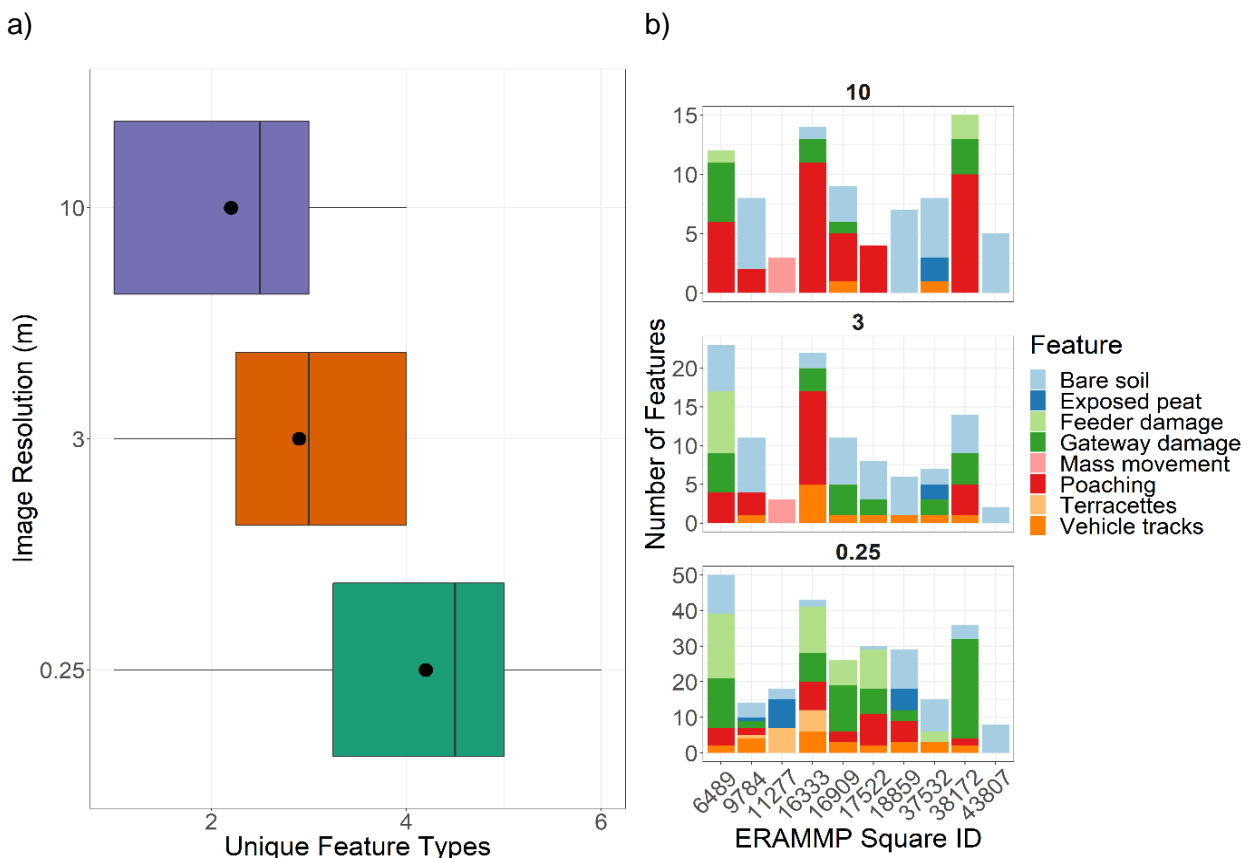 a)
Image Resolution (m)
10
3
0.25
2
4
6
Unique Feature Types
b)
Number of Features
10
15
10
5
0
3
20
15
10
5
0
0.25
50
40
30
20
10
0
6489
9784
11277
16333
16909
17522
18859
37532
38172
43807
ERAMMP Square ID
Feature
Bare soil
Exposed peat
Feeder damage
Gateway damage
Mass movement
Poaching
Terracettes
Vehicle tracks